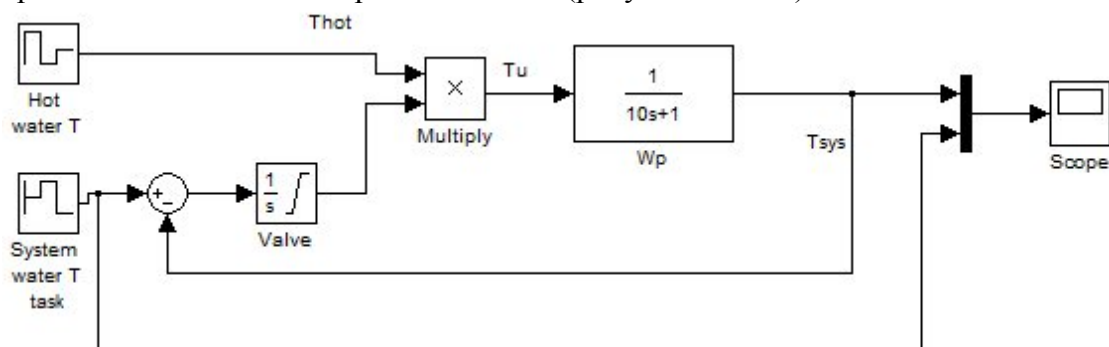 Thot
Hot
water T
×
Multiply
Tu
1
10s+1
Wp
Tsys
Scope
System
water T
task
+
-
1
s
Valve